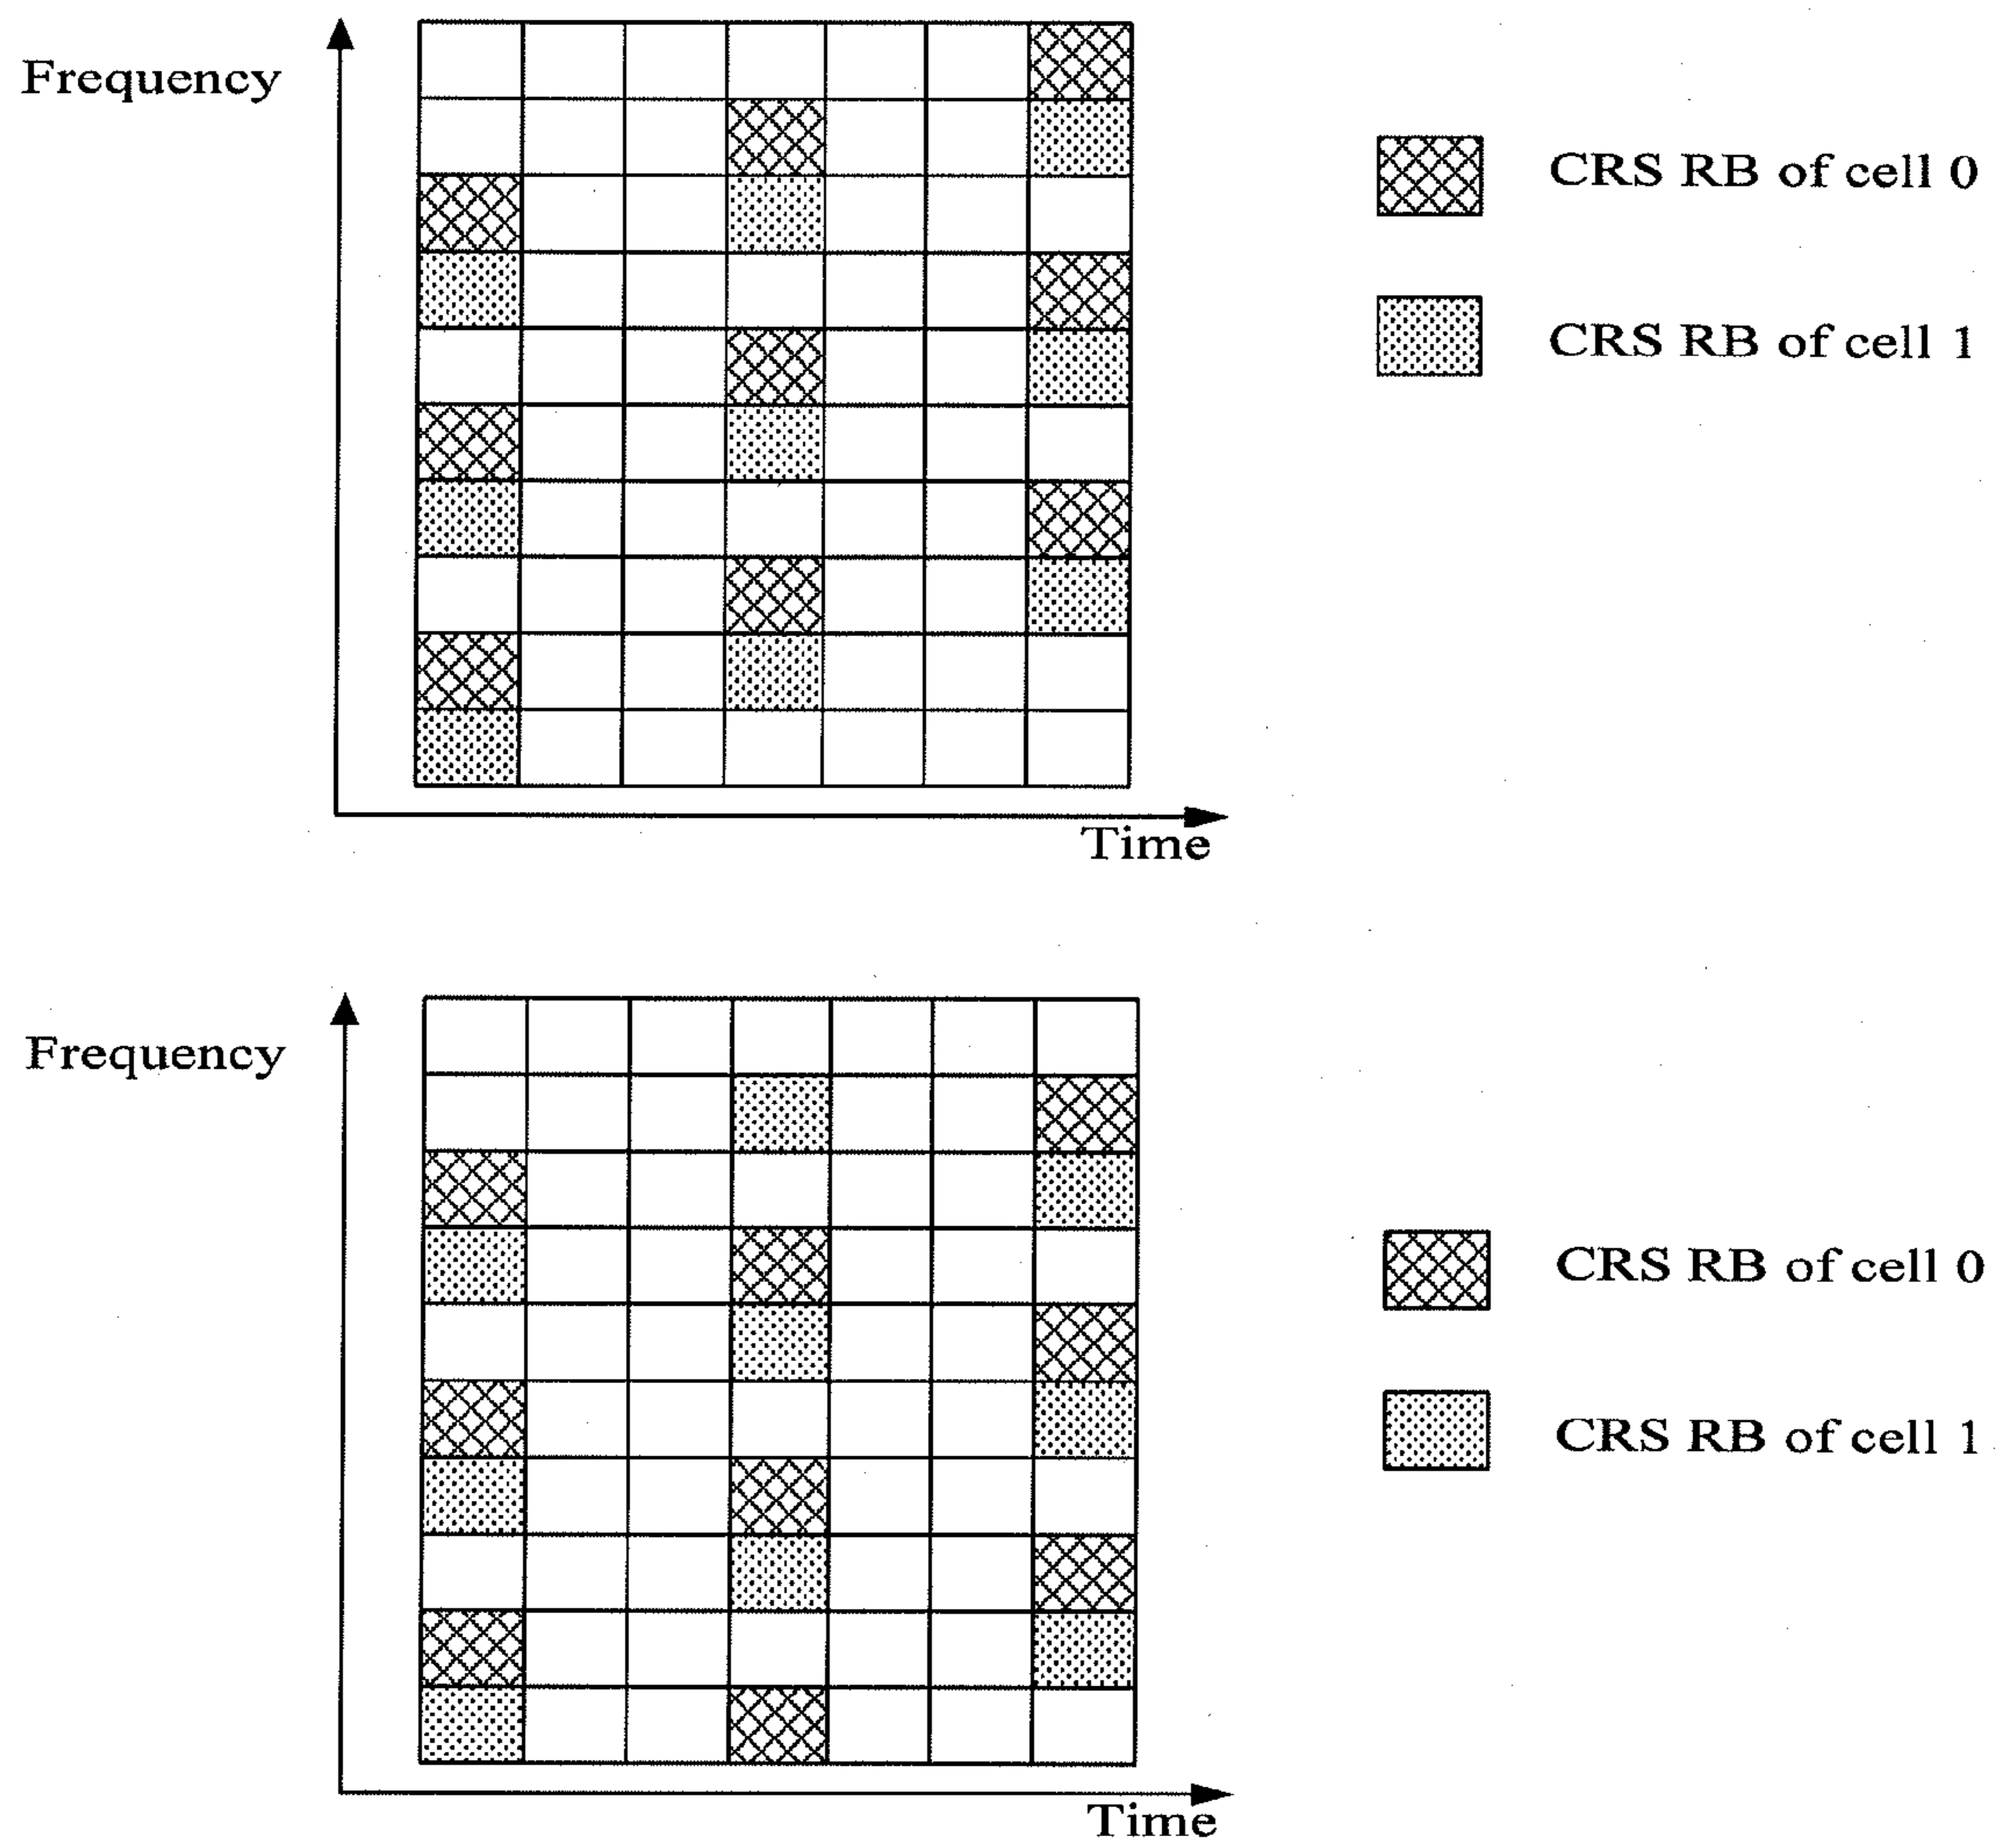 Frequency
CRS RB of cell 0
CRS RB of cell 1
Time
Frequency
CRS RB of cell 0
CRS RB of cell 1
Time